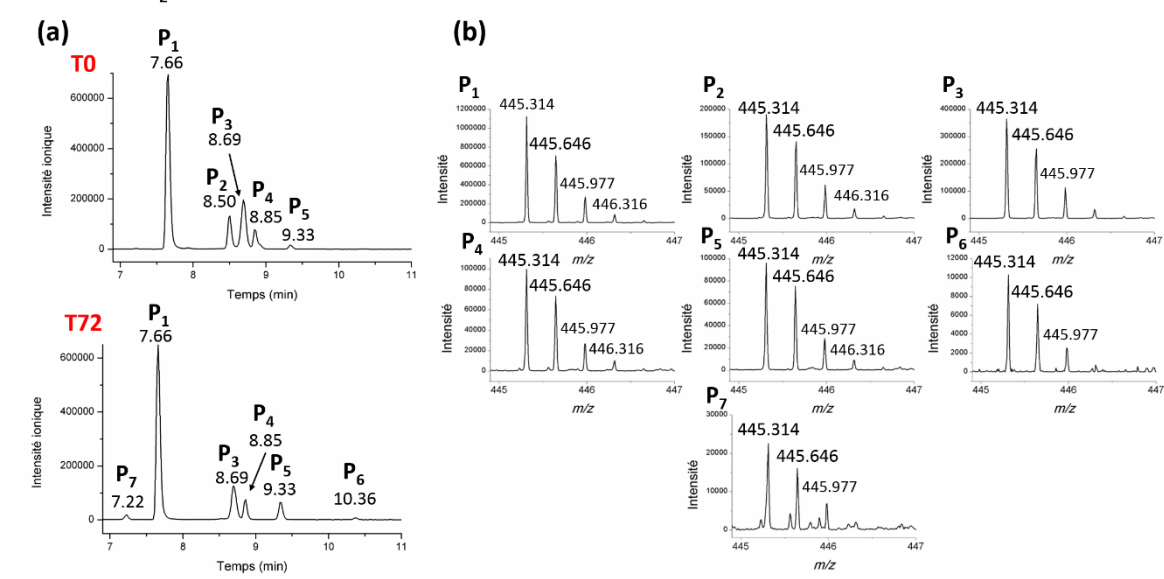 2
(a)
T0
P1
7.66
P3
8.69
P2
8.50
P4
8.85
P5
9.33
Intensité ionique
600000
400000
200000
0
7 8 9 10 11
Temps (min)
T72
P1
7.66
P4
8.85
P3
8.69
P5
9.33
P7
7.22
P6
10.36
Intensité ionique
600000
400000
200000
0
7 8 9 10 11
Temps (min)
(b)
P1
445.314
445.646
445.977
446.316
Intensité
1200000
1000000
800000
600000
400000
200000
0
445 446 447
m/z
P2
445.314
445.646
445.977
446.316
Intensité
200000
150000
100000
50000
0
445 446 447
m/z
P3
445.314
445.646
445.977
Intensité
400000
300000
200000
100000
0
445 446 447
m/z
P4
445.314
445.646
445.977
446.316
Intensité
100000
80000
60000
40000
20000
0
445 446 447
m/z
P5
445.314
445.646
445.977
446.316
Intensité
100000
80000
60000
40000
20000
0
445 446 447
m/z
P6
445.314
445.646
445.977
Intensité
12000
10000
8000
6000
4000
2000
0
445 446 447
m/z
P7
445.314
445.646
445.977
Intensité
30000
20000
10000
0
445 446 447
m/z